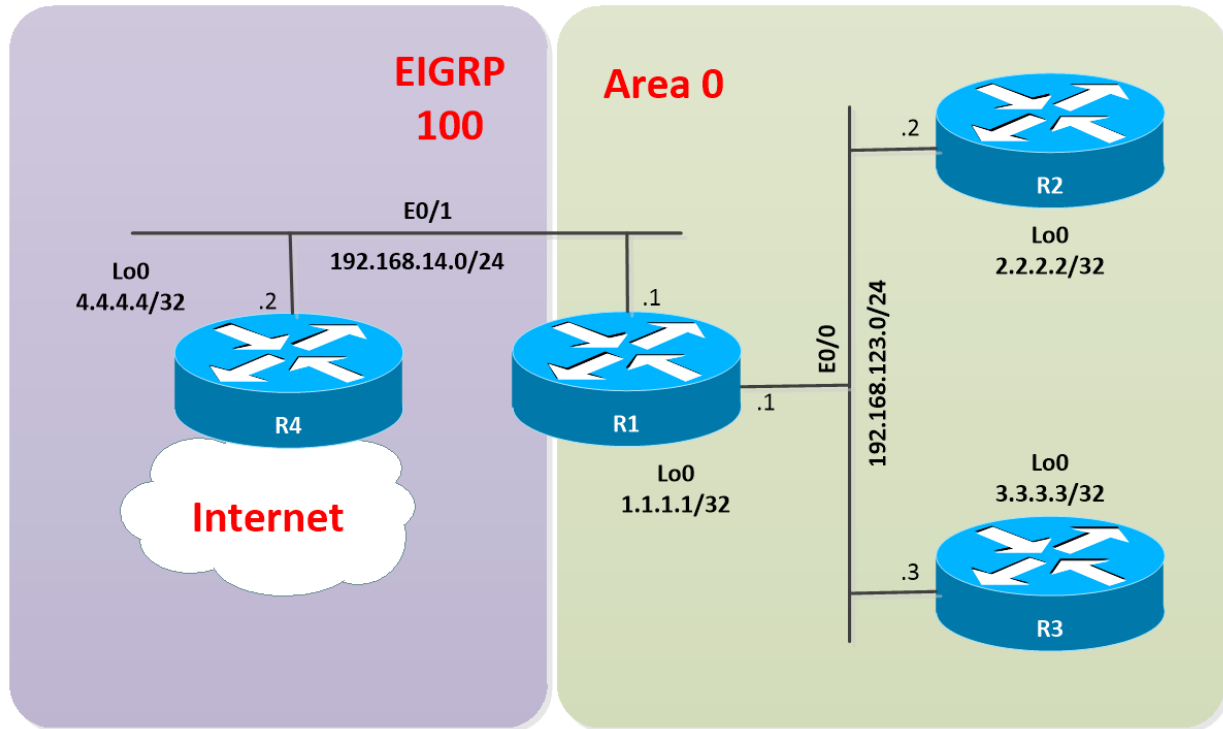 EIGRP
100
Area 0
.2
R2
E0/1
Lo0
2.2.2.2/32
192.168.14.0/24
Lo0
4.4.4.4/32
.2
.1
E0/0
192.168.123.0/24
.1
R4
R1
Lo0
1.1.1.1/32
Lo0
3.3.3.3/32
Internet
.3
R3